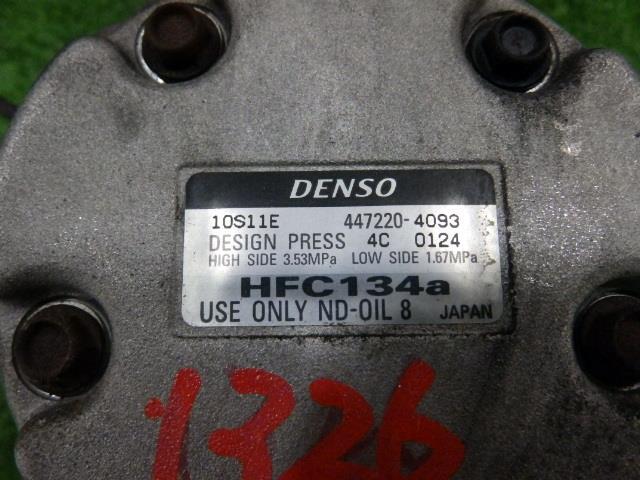 DENSO
10S11E 447220-4093
DESIGN PRESS 4C 0124
HIGH SIDE 3.53MPa LOW SIDE 1.67MPa
HFC134a
USE ONLY ND-OIL 8 JAPAN
1326